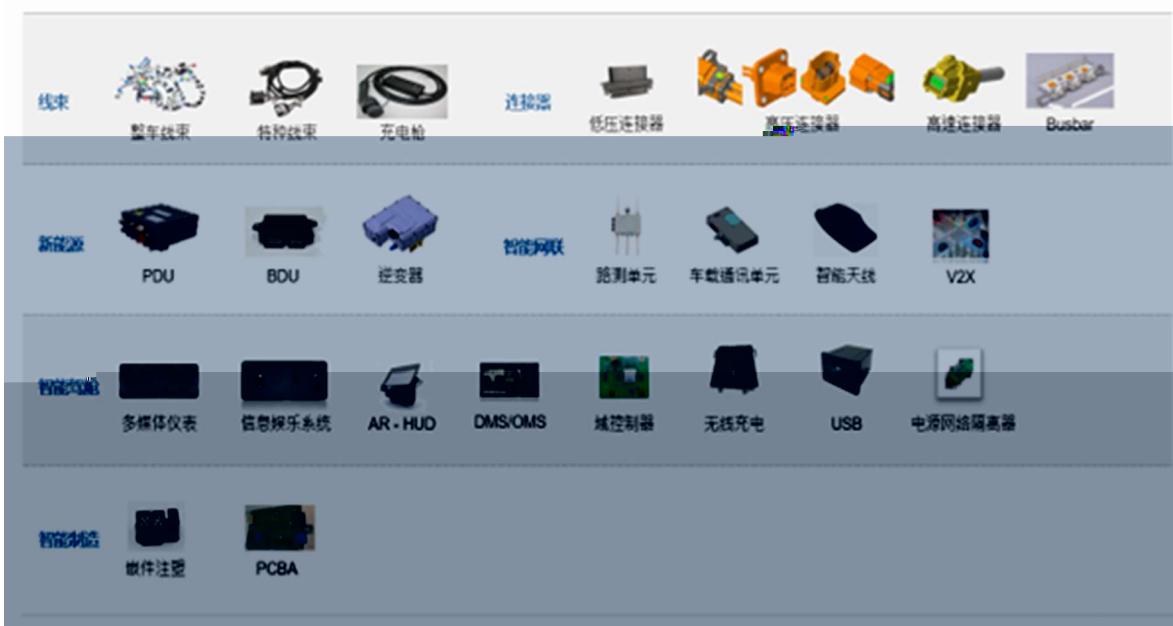 线束 整车线束 特种线束 充电枪 连接器 低压连接器 高压连接器 高速连接器 Busbar
新能源 PDU BDU 逆变器 智能网联 路测单元 车载通讯单元 智能天线 V2X
智能 多媒体仪表 信息娱乐系统 AR - HUD DMS/OMS 域控制器 无线充电 USB 电源网络隔离器
智能制造 嵌件注塑 PCBA